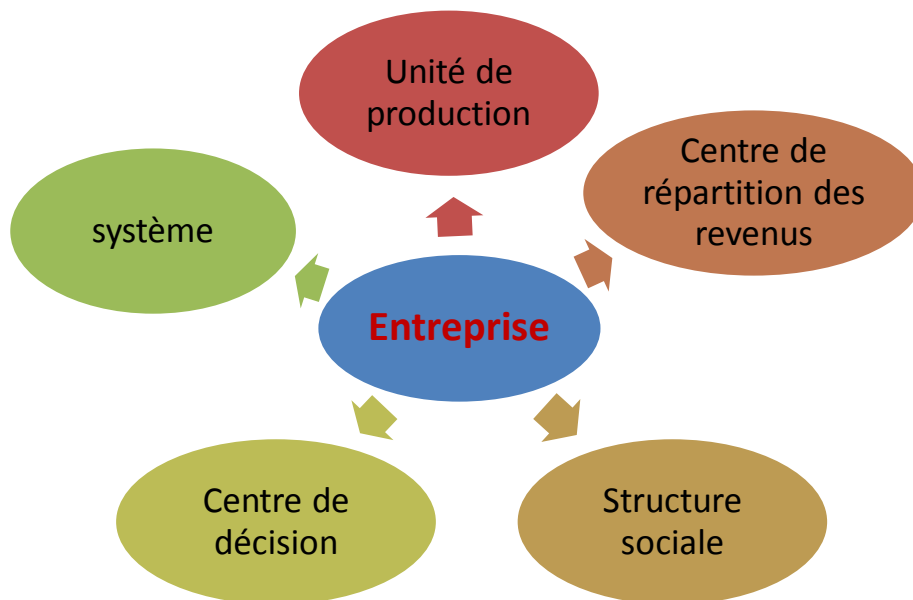 Unité de
production
Centre de
répartition des
revenus
système
Entreprise
Centre de
décision
Structure
sociale